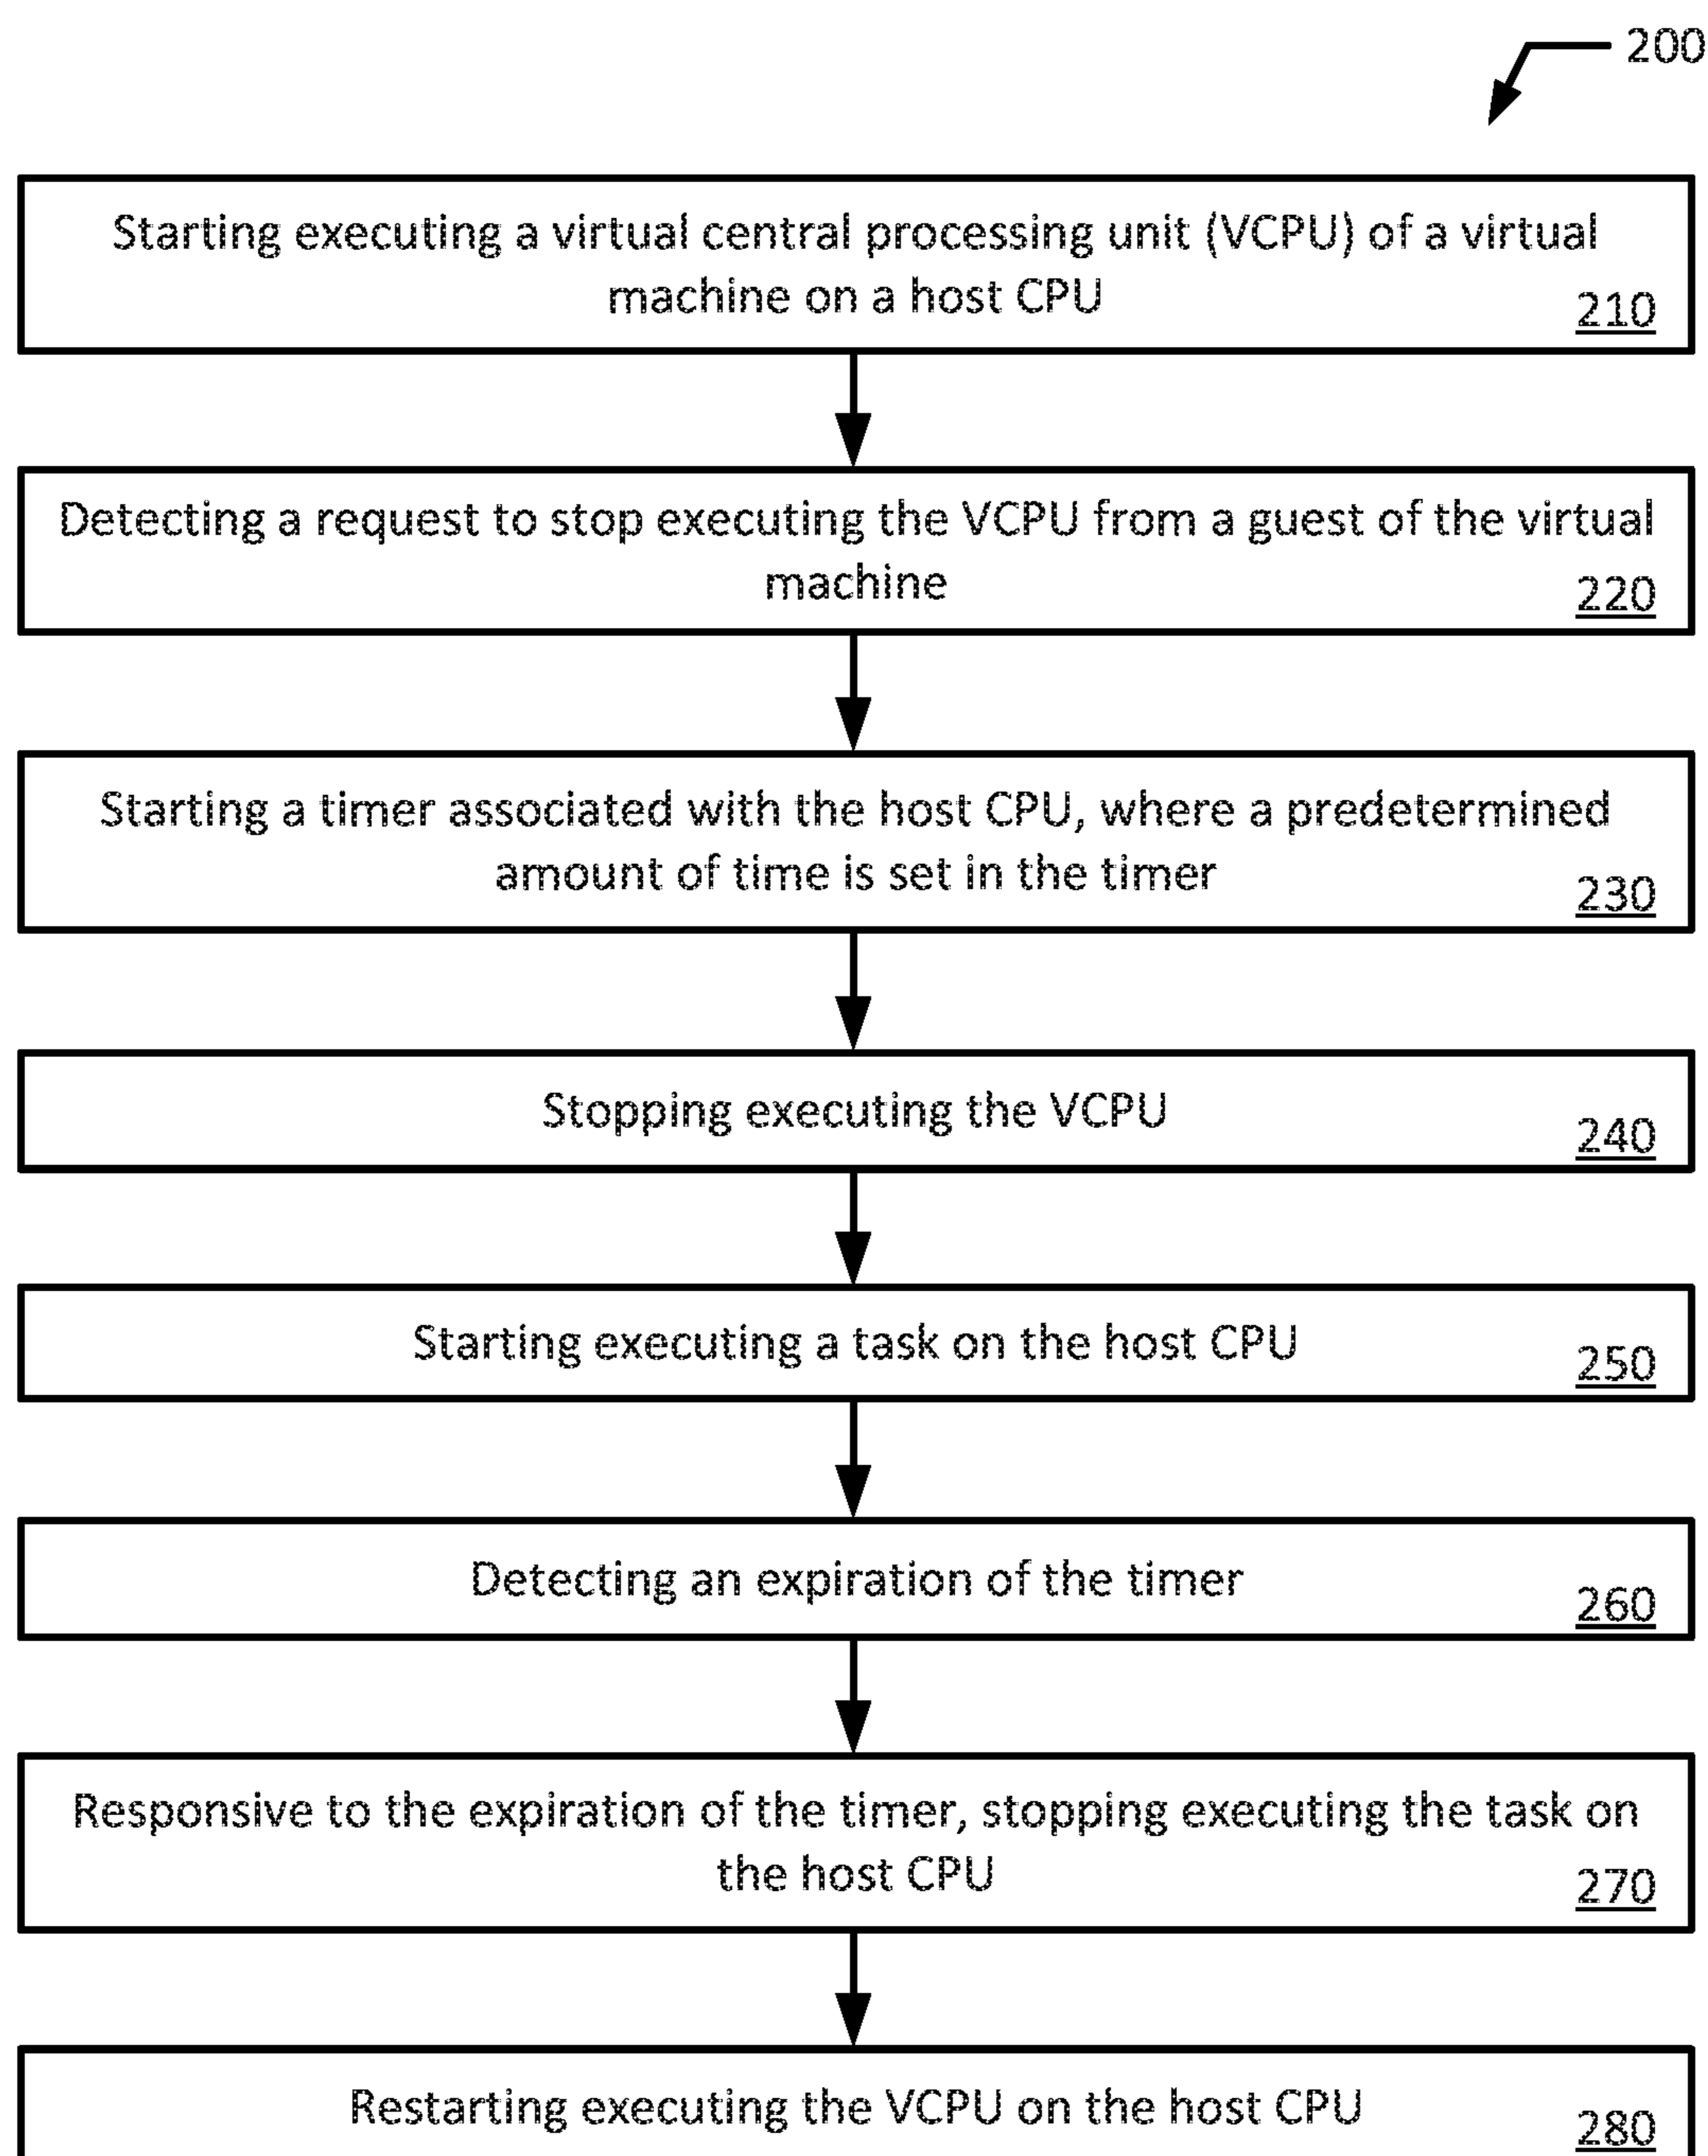 200
Starting executing a virtual central processing unit (VCPU) of a virtual
machine on a host CPU
210
Detecting a request to stop executing the VCPU from a guest of the virtual
machine
220
Starting a timer associated with the host CPU, where a predetermined
amount of time is set in the timer
230
Stopping executing the VCPU
240
Starting executing a task on the host CPU
250
Detecting an expiration of the timer
260
Responsive to the expiration of the timer, stopping executing the task on
the host CPU
270
Restarting executing the VCPU on the host CPU
280